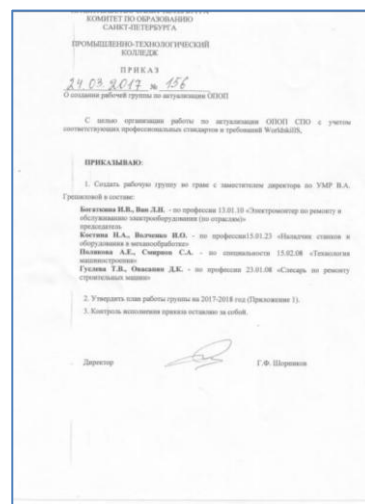 КОМИТЕТ ПО ОБРАЗОВАНИЮ
САНКТ-ПЕТЕРБУРГА
ПРОМЫШЛЕННО-ТЕХНОЛОГИЧЕСКИЙ
КОЛЛЕДЖ
ПРИКАЗ
24.03.2017 № 156
О создании рабочей группы по актуализации ОПОП
С целью организации работы по актуализации ОПОП СПО с учетом
соответствующих профессиональных стандартов и требований Worldskills,
ПРИКАЗЫВАЮ:
1. Создать рабочую группу во главе с заместителем директора по УМР В.А.
в составе:
Богаткина И.В., Вин Л.Н. - по профессии 13.01.10 «Электромонтер по ремонту и
обслуживанию электрооборудования (по отраслям)»
председатель
Костина Н.А., Волченко И.О. - по профессии15.01.23 «Наладчик станков и
оборудования в механообработке»
Полякова А.Е., Смирнов С.А. - по специальности 15.02.08 «Технология
машиностроения»
Гуслева Т.В., Д.К. - по профессии 23.01.08 «Слесарь по ремонту
строительных машин»
2. Утвердить план работы группы на 2017-2018 год (Приложение 1).
3. Контроль исполнения приказа оставляю за собой.
Директор
Г.Ф. Шорников